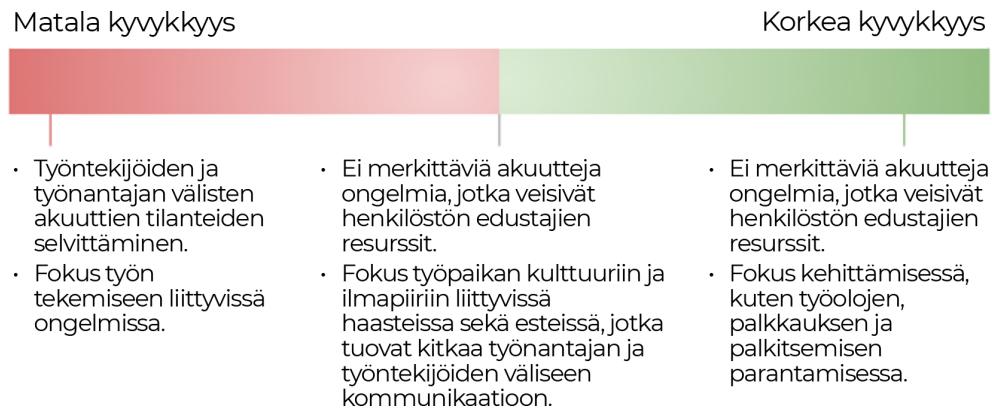 Matala kyvykkyys
Korkea kyvykkyys
• Työntekijöiden ja
työnantajan välisten
akuuttien tilanteiden
selvittäminen.
• Fokus työn
tekemiseen liittyvissä
ongelmissa.
• Ei merkittäviä akuutteja
ongelmia, jotka veisivät
henkilöstön edustajien
resurssit.
• Fokus työpaikan kulttuuriin ja
ilmapiiriin liittyvissä
haasteissa sekä esteissä, jotka
tuovat kitkaa työnantajan ja
työntekijöiden väliseen
kommunikaatioon.
• Ei merkittäviä akuutteja
ongelmia, jotka veisivät
henkilöstön edustajien
resurssit.
• Fokus kehittämisessä,
kuten työolojen,
palkkauksen ja
palkitsemisen
parantamisessa.